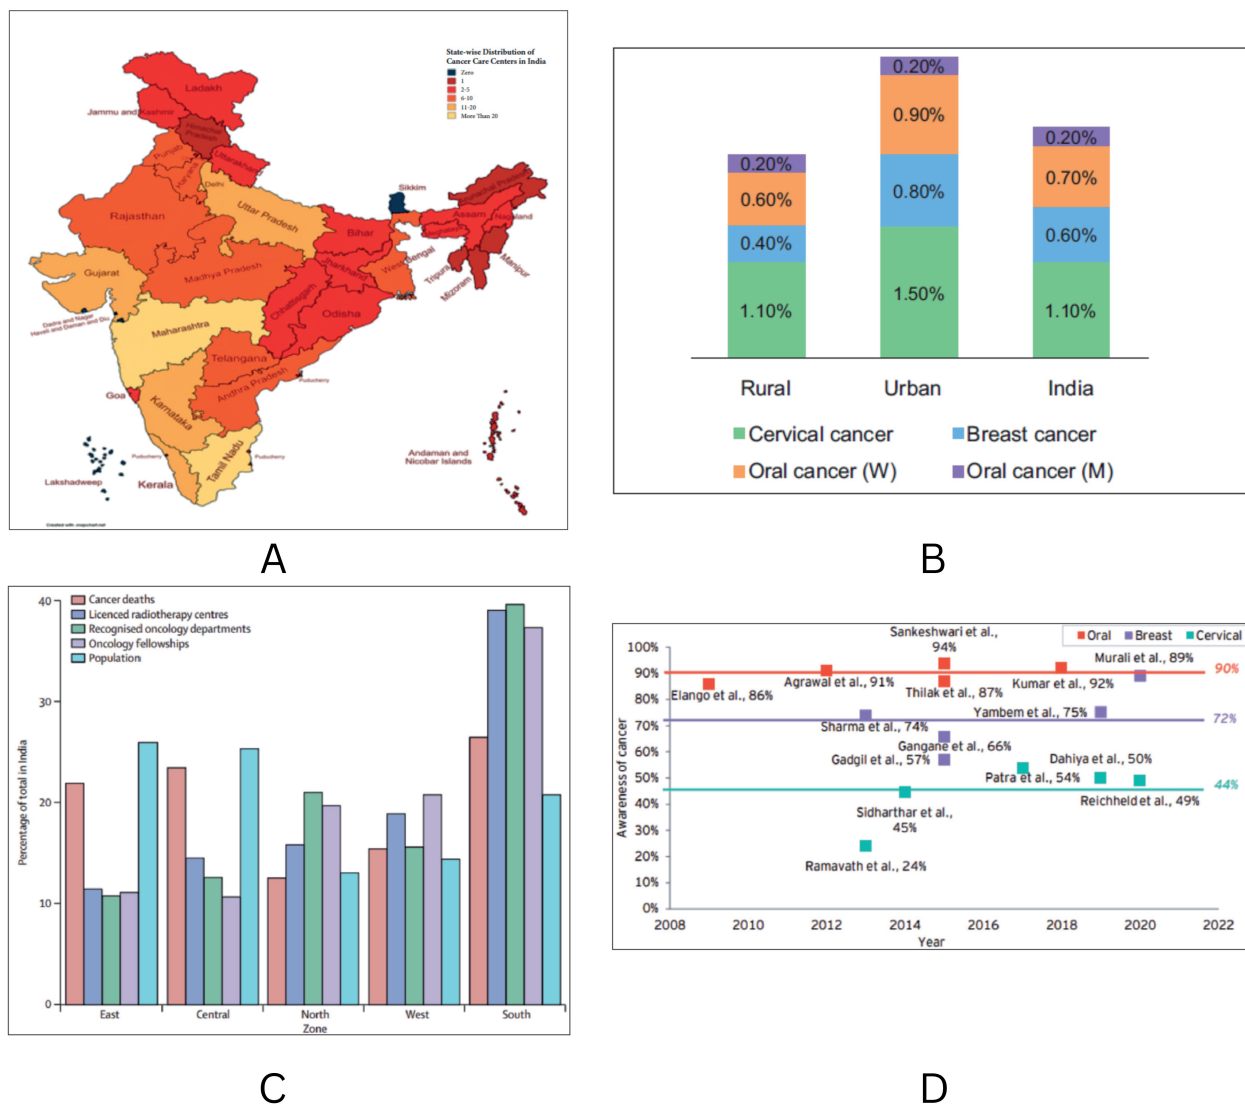 State-wise Distribution of
Cancer Care Centers in India
Zero
1
2-5
6-10
11-20
More Than 20
Ladakh
Jammu and Kashmir
Himachal
Pradesh
Punjab
Uttarakhand
Haryana
Delhi
Sikkim
Arunachal Pradesh
Rajasthan
Uttar Pradesh
Assam
Nagaland
Bihar
Meghalaya
Manipur
Gujarat
Madhya Pradesh
Jharkhand
West Bengal
Tripura
Mizoram
Chhattisgarh
Dadra and Nagar
Haveli and Daman and Diu
Maharashtra
Odisha
Telangana
Andhra Pradesh
Puducherry
Goa
Karnataka
Puducherry
Tamil Nadu
Puducherry
Andaman and
Nicobar Islands
Lakshadweep
Kerala
Created with mapchart.net
A
0.20%
0.90%
0.80%
1.50%
0.20%
0.60%
0.40%
1.10%
0.20%
0.70%
0.60%
1.10%
Rural Urban India
Cervical cancer Breast cancer
Oral cancer (W) Oral cancer (M)
B
Cancer deaths
Licenced radiotherapy centres
Recognised oncology departments
Oncology fellowships
Population
40
30
20
10
0
Percentage of total in India
East Central North West South
Zone
C
Oral Breast Cervical
Sankeshwari et al.,
94%
Murali et al., 89%
Agrawal et al., 91%
Kumar et al., 92%
Elango et al., 86%
Thilak et al., 87%
90%
Yambem et al., 75%
Sharma et al., 74%
72%
Gangane et al., 66%
Gadgil et al., 57%
Dahiya et al., 50%
Patra et al., 54%
44%
Reichheld et al., 49%
Sidharthar et al.,
45%
Ramavath et al., 24%
100%
90%
80%
70%
60%
50%
40%
30%
20%
10%
0%
Awareness of cancer
2008 2010 2012 2014 2016 2018 2020 2022
Year
D